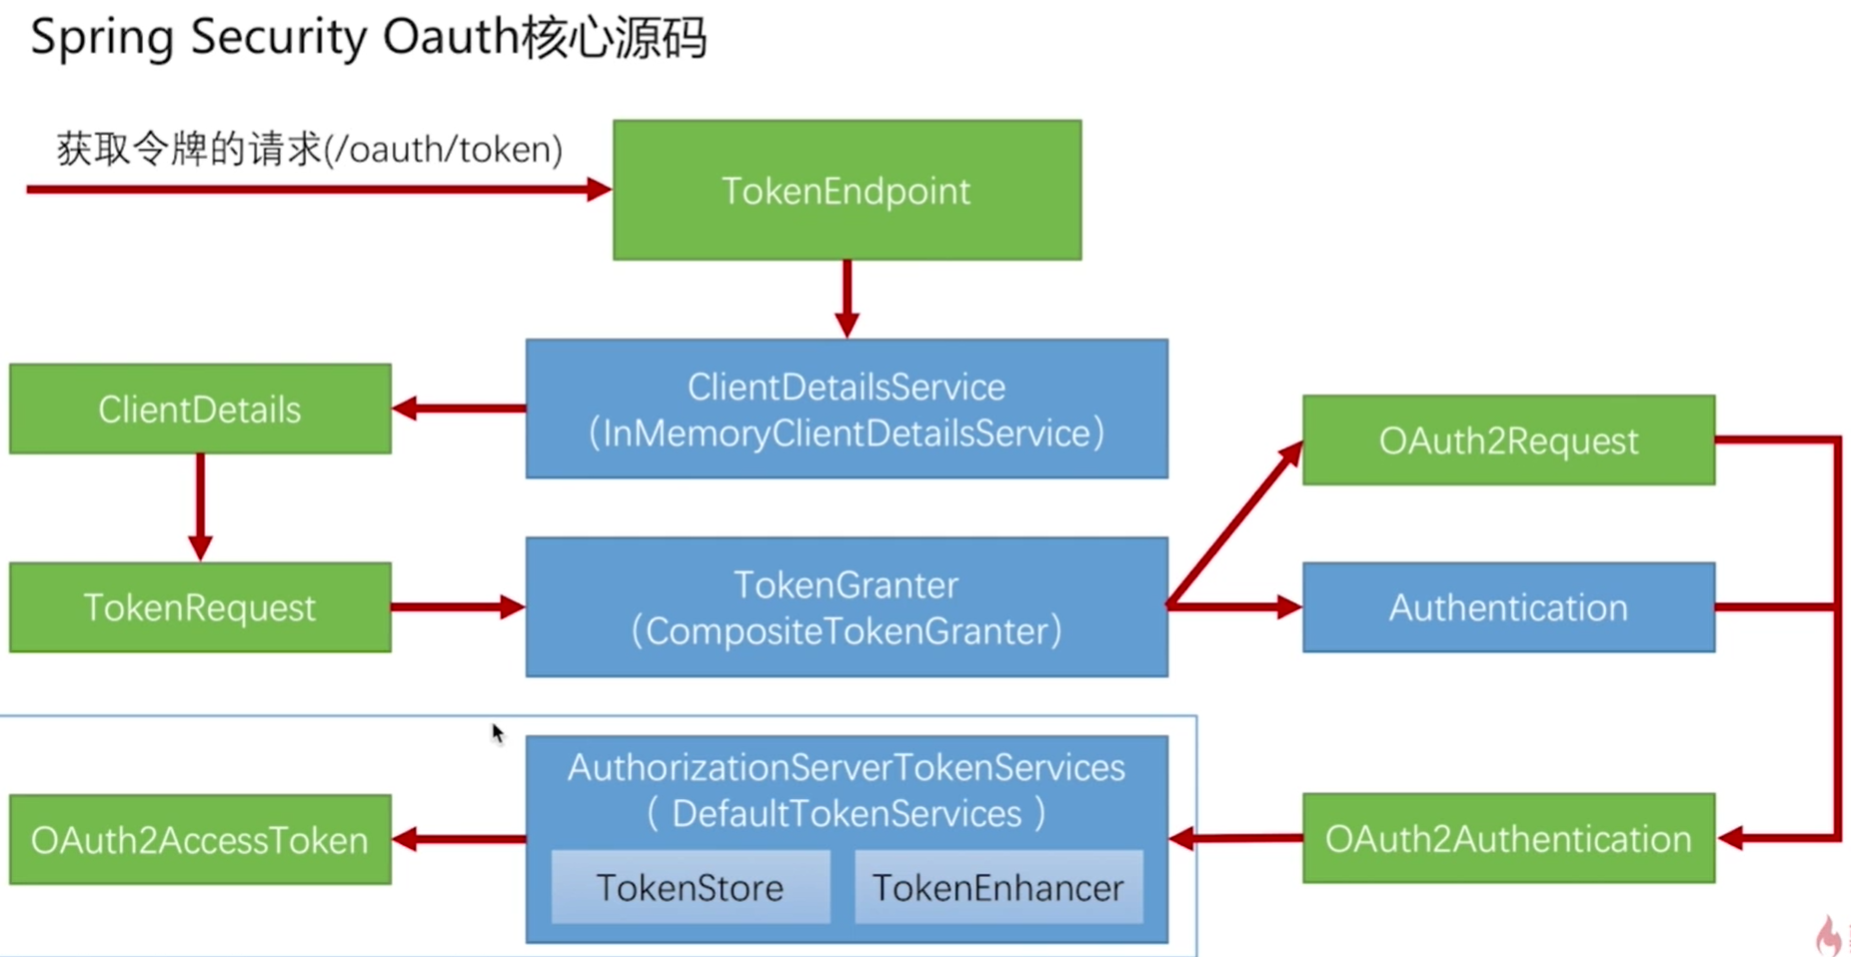 Spring Security Oauth核心源码
获取令牌的请求(/oauth/token)
TokenEndpoint
ClientDetails
ClientDetailsService
（InMemoryClientDetailsService）
OAuth2Request
TokenRequest
TokenGranter
（CompositeTokenGranter）
Authentication
AuthorizationServerTokenServices
（ DefaultTokenServices ）
OAuth2AccessToken
OAuth2Authentication
TokenStore
TokenEnhancer